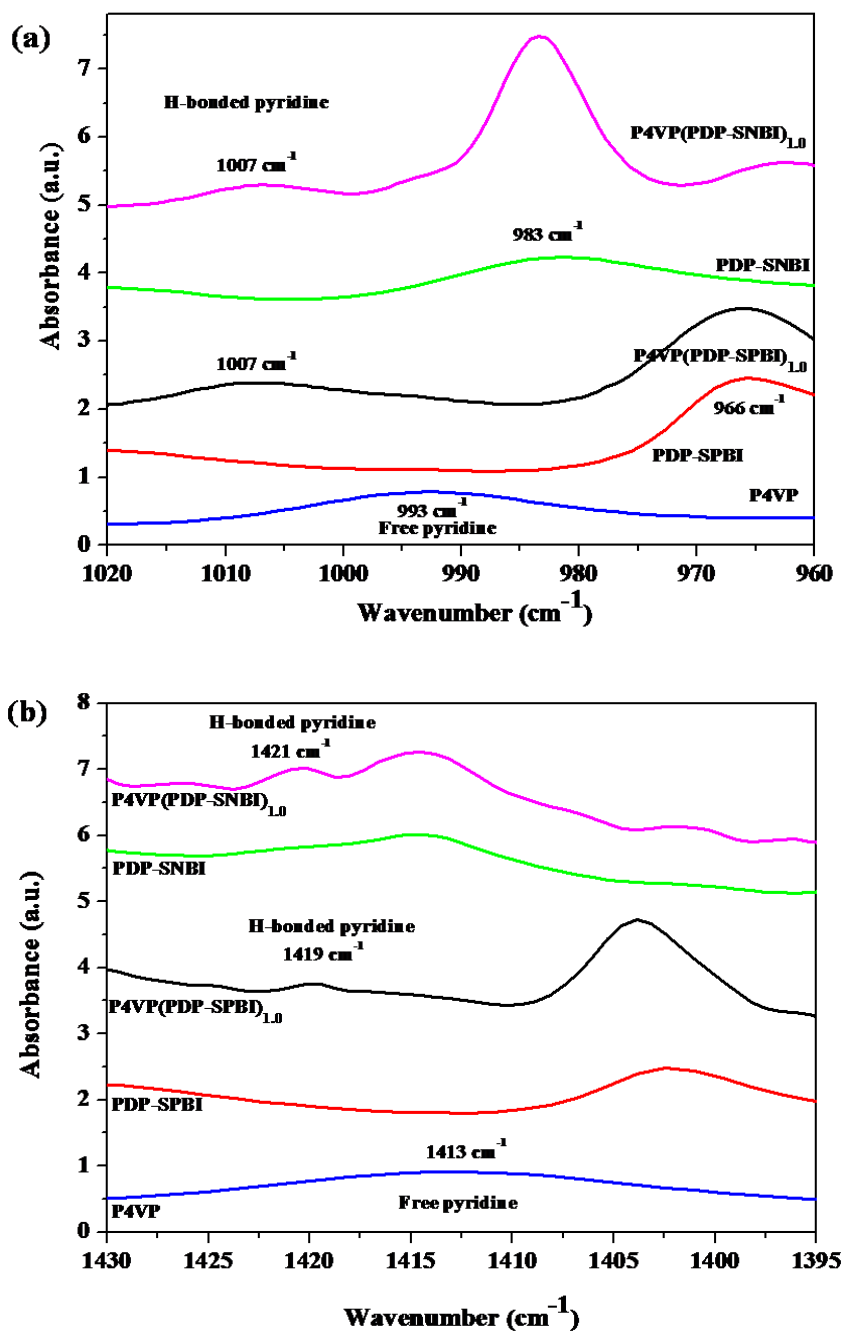 (a)
7
6
5
4
3
2
1
0
Absorbance (a.u.)
H-bonded pyridine
1007 cm⁻¹
P4VP(PDP-SNBI)₁.₀
983 cm⁻¹
PDP-SNBI
1007 cm⁻¹
P4VP(PDP-SPBI)₁.₀
966 cm⁻¹
PDP-SPBI
P4VP
993 cm⁻¹
Free pyridine
1020 1010 1000 990 980 970 960
Wavenumber (cm⁻¹)
(b)
8
7
6
5
4
3
2
1
0
Absorbance (a.u.)
H-bonded pyridine
1421 cm⁻¹
P4VP(PDP-SNBI)₁.₀
PDP-SNBI
H-bonded pyridine
1419 cm⁻¹
P4VP(PDP-SPBI)₁.₀
PDP-SPBI
1413 cm⁻¹
Free pyridine
P4VP
1430 1425 1420 1415 1410 1405 1400 1395
Wavenumber (cm⁻¹)